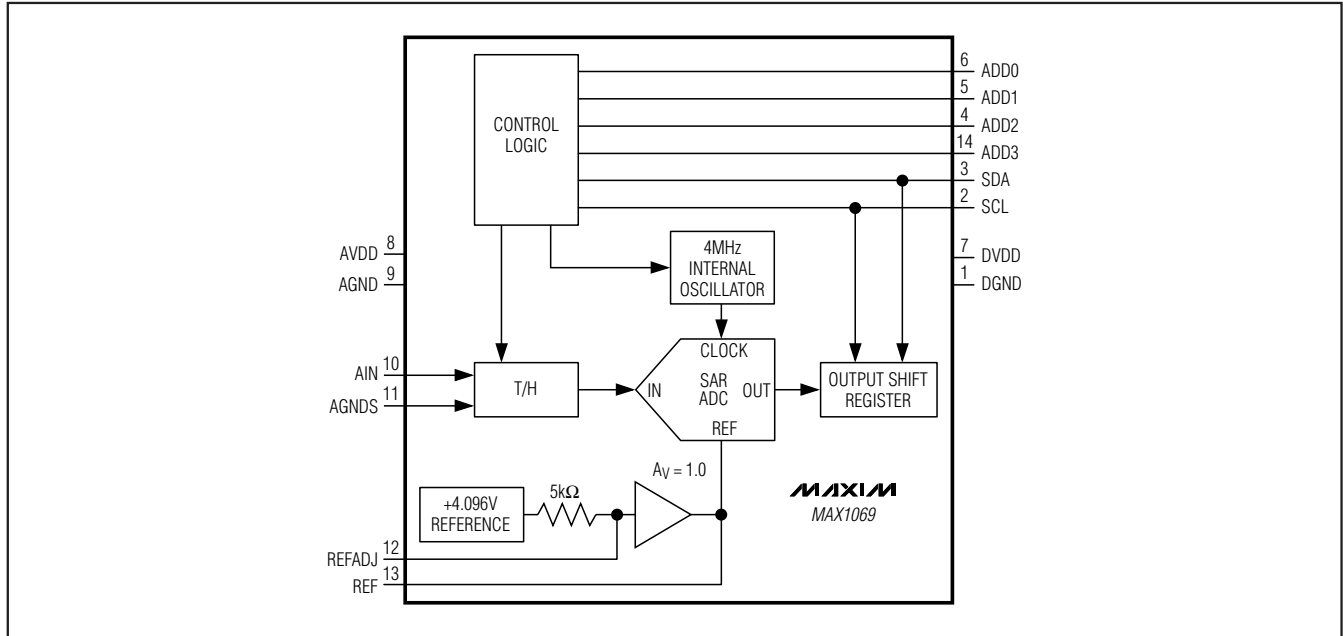 CONTROL
LOGIC
6 ADD0
5 ADD1
4 ADD2
14 ADD3
3 SDA
2 SCL
AVDD 8
AGND 9
4MHz
INTERNAL
OSCILLATOR
7 DVDD
1 DGND
AIN 10
AGNDS 11
T/H
CLOCK
IN
SAR
ADC
OUT
REF
OUTPUT SHIFT
REGISTER
AV = 1.0
+4.096V
REFERENCE
5kΩ
MAXIM
MAX1069
REFADJ 12
REF 13